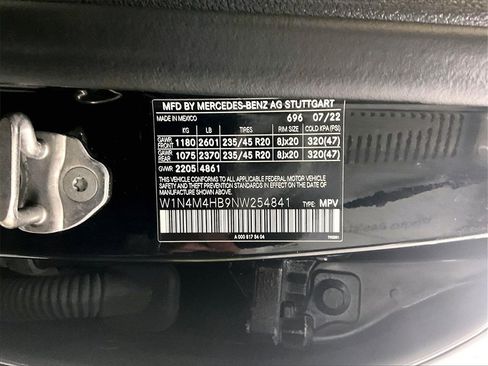 MFD BY MERCEDES-BENZ AG STUTTGART
MADE IN MEXICO 696 07/22
KG LB TIRES RIM SIZE COLD KPA (PSI)
GAWR FRONT 1180 2601 235/45 R20 8Jx20 320(47)
GAWR REAR 1075 2370 235/45 R20 8Jx20 320(47)
GVWR 2205 4861
THIS VEHICLE CONFORMS TO ALL APPLICABLE FEDERAL MOTOR
VEHICLE SAFETY, BUMPER, AND THEFT PREVENTION STANDARDS IN
EFFECT ON THE DATE OF MANUFACTURE SHOWN ABOVE.
W1N4M4HB9NW254841 TYPE: MPV
A 000 817 84 04